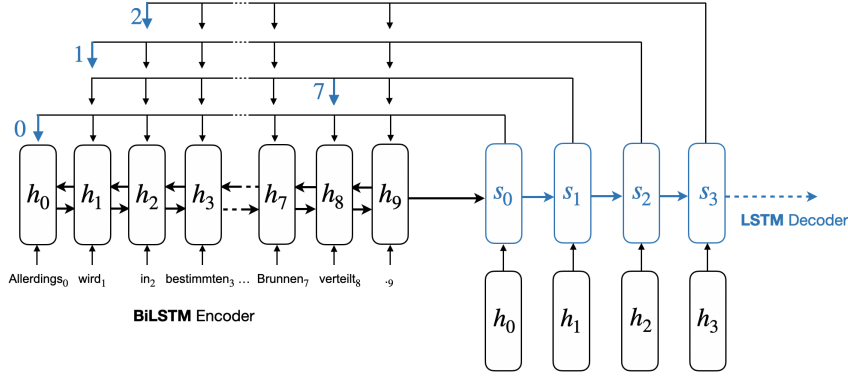 2
1
7
0
h0 h1 h2 h3 h7 h8 h9 s0 s1 s2 s3
LSTM Decoder
Allerdings0 wird1 in2 bestimmten3 ... Brunnen7 verteilt8 .9
BiLSTM Encoder
h0 h1 h2 h3